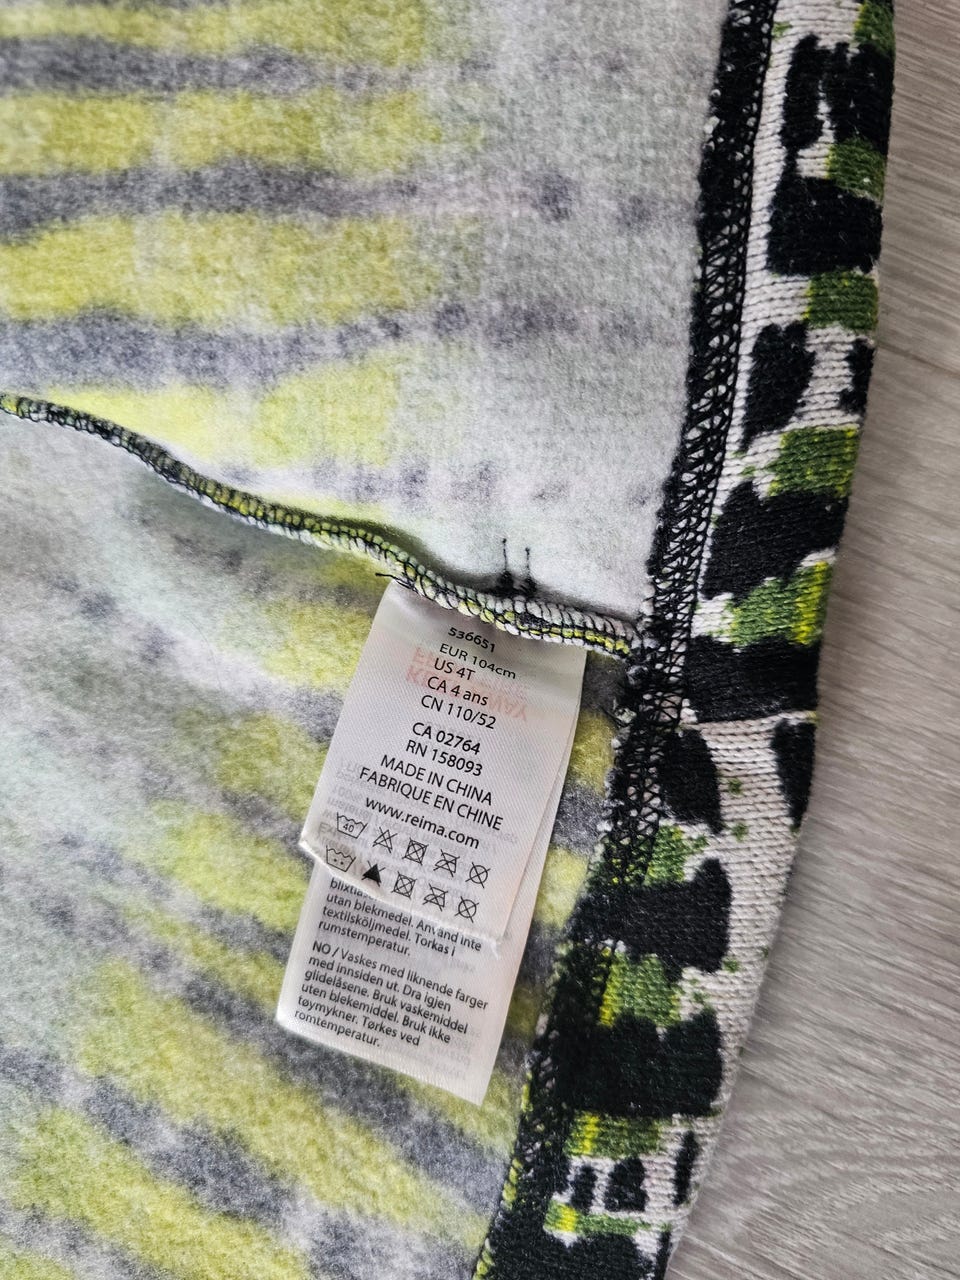 536651
EUR 104cm
US 4T
CA 4 ans
CN 110/52
CA 02764
RN 158093
MADE IN CHINA
FABRIQUE EN CHINE
www.reima.com
40
utan blekmedel. Använd inte
textilsköljmedel. Torkas i
rumstemperatur.
NO / Vaskes med liknende farger
med innsiden ut. Dra igjen
glidelåsene. Bruk vaskemiddel
uten blekemiddel. Bruk ikke
tøymykner. Tørkes ved
romtemperatur.